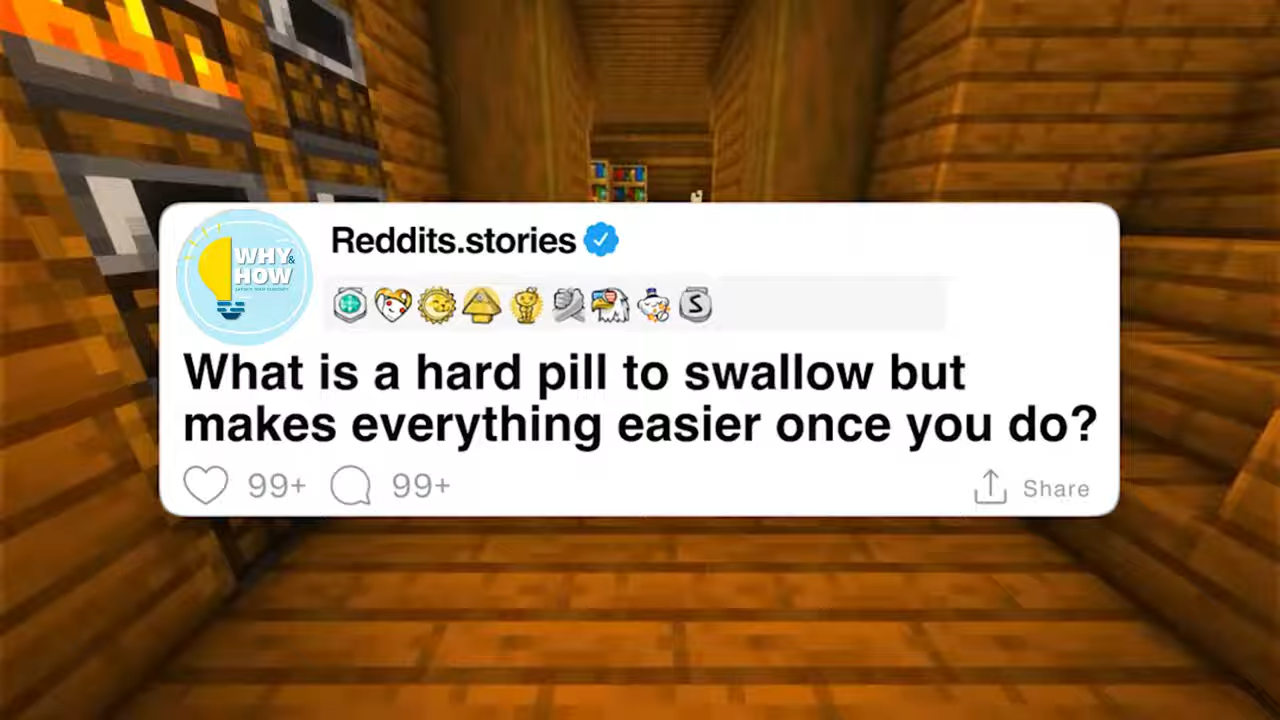 WHY&
HOW
Reddits.stories
What is a hard pill to swallow but
makes everything easier once you do?
99+ 99+ Share